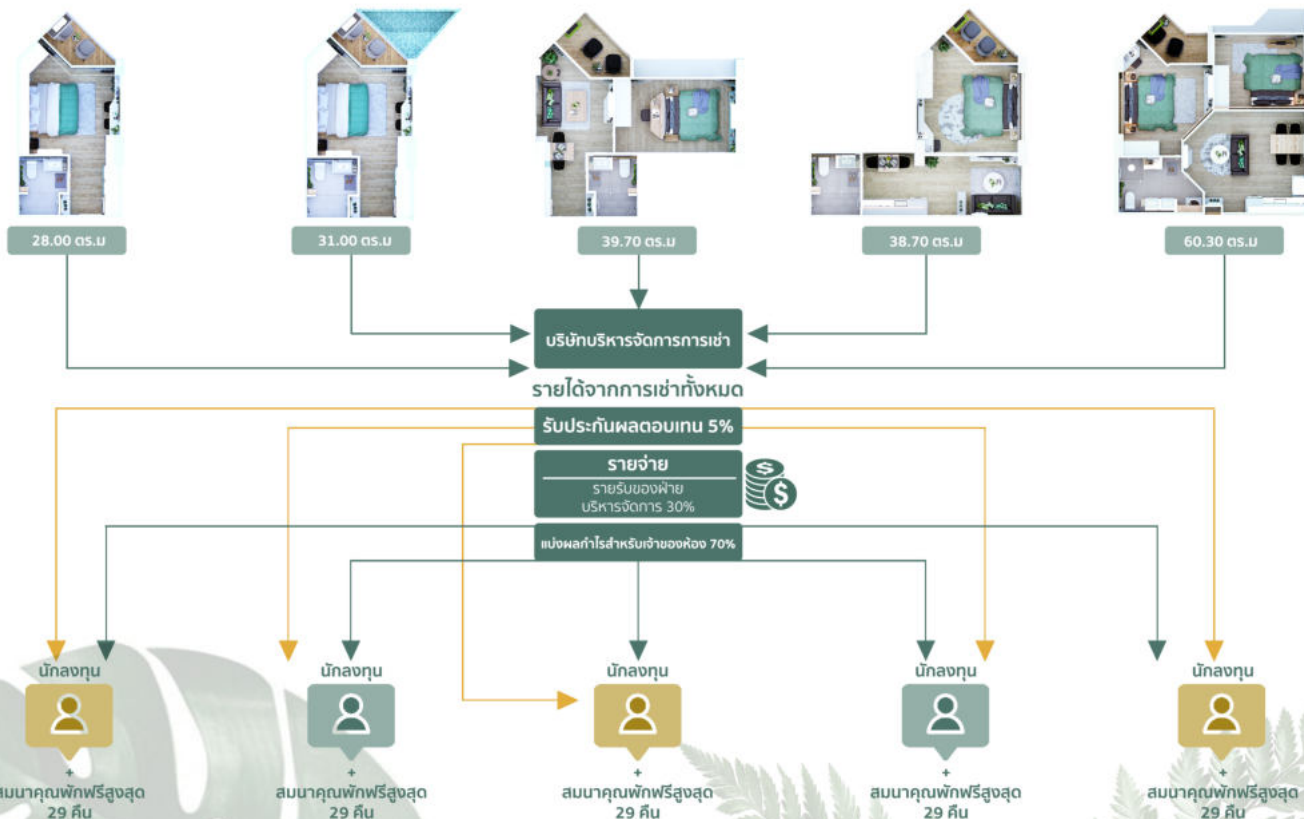 28.00 ตร.ม
31.00 ตร.ม
39.70 ตร.ม
38.70 ตร.ม
60.30 ตร.ม
บริษัทบริหารจัดการการเช่า
รายได้จากการเช่าทั้งหมด
รับประกันผลตอบเทน 5%
รายจ่าย
รายรับของฝ่าย
บริหารจัดการ 30%
แบ่งผลกำไรสำหรับเจ้าของห้อง 70%
นักลงทุน
นักลงทุน
นักลงทุน
นักลงทุน
นักลงทุน
+
+
+
+
+
สมนาคุณพักฟรีสูงสุด
สมนาคุณพักฟรีสูงสุด
สมนาคุณพักฟรีสูงสุด
สมนาคุณพักฟรีสูงสุด
สมนาคุณพักฟรีสูงสุด
29 คืน
29 คืน
29 คืน
29 คืน
29 คืน